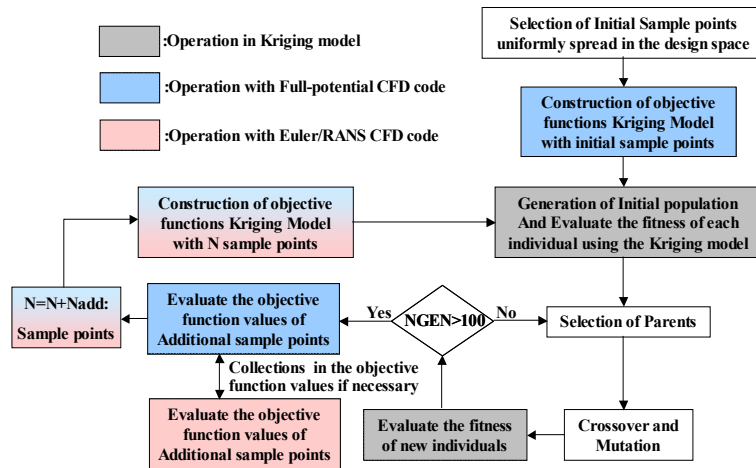 :Operation in Kriging model
:Operation with Full-potential CFD code
:Operation with Euler/RANS CFD code
Selection of Initial Sample points
uniformly spread in the design space
Construction of objective
functions Kriging Model
with initial sample points
Construction of objective
functions Kriging Model
with N sample points
Generation of Initial population
And Evaluate the fitness of each
individual using the Kriging model
N=N+Nadd:
Sample points
Evaluate the objective
function values of
Additional sample points
Yes
NGEN>100
No
Selection of Parents
Collections in the objective
function values if necessary
Evaluate the objective
function values of
Additional sample points
Evaluate the fitness
of new individuals
Crossover and
Mutation